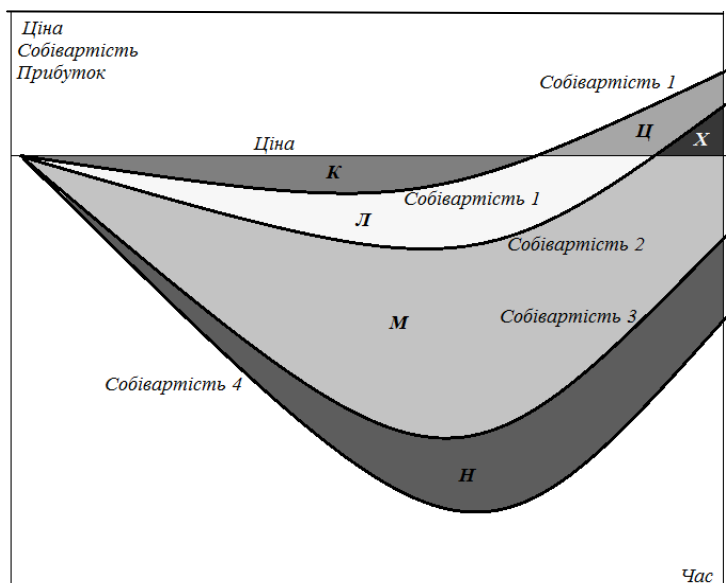 Ціна
Собівартість
Прибуток
Собівартість 1
Ц
Х
Ціна
К
Собівартість 1
Л
Собівартість 2
М
Собівартість 3
Собівартість 4
Н
Час